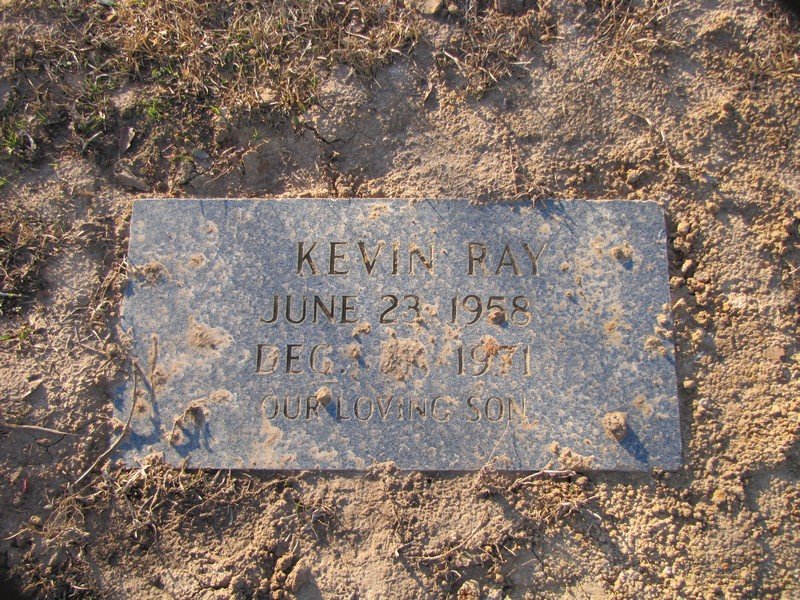 KEVIN RAY
JUNE 23 1958
DEC. 1971
OUR LOVING SON